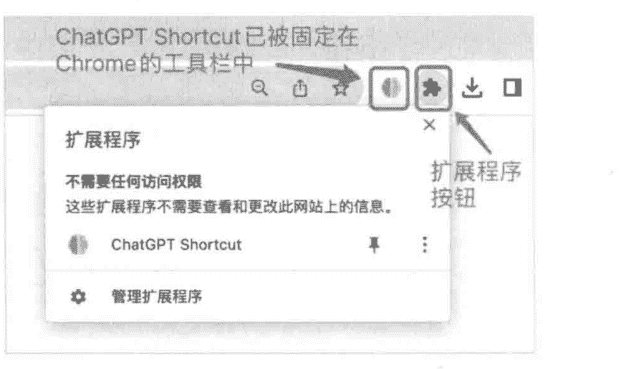 ChatGPT Shortcut已被固定在
Chrome的工具栏中
扩展程序
不需要任何访问权限
这些扩展程序不需要查看和更改此网站上的信息。
ChatGPT Shortcut
管理扩展程序
扩展程序
按钮